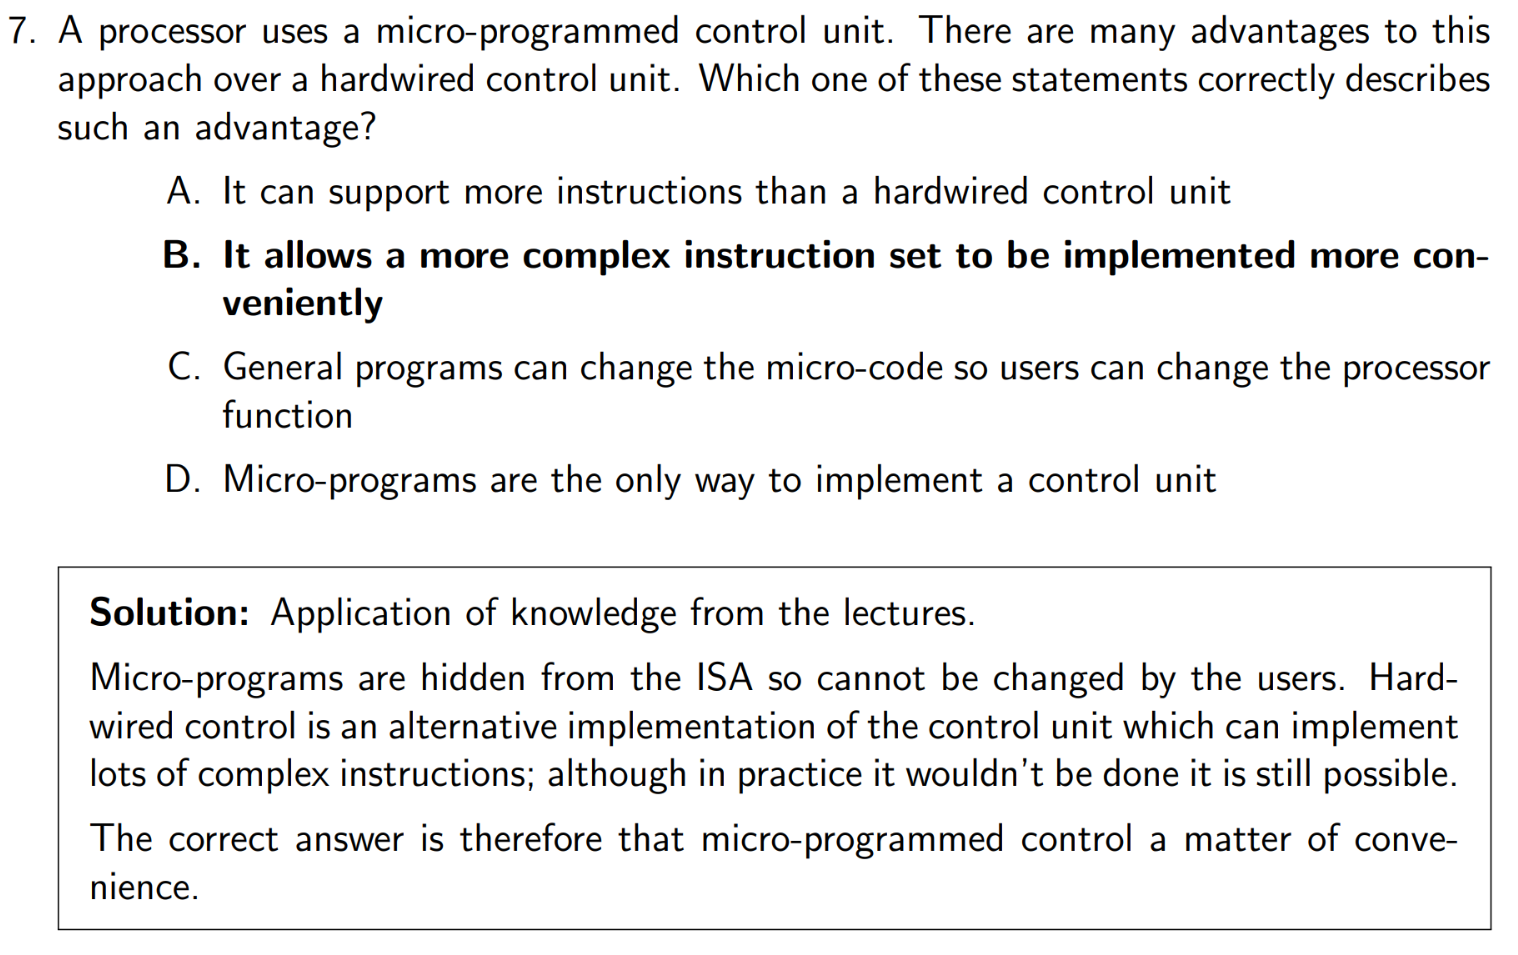 7. A processor uses a micro-programmed control unit. There are many advantages to this
approach over a hardwired control unit. Which one of these statements correctly describes
such an advantage?
A. It can support more instructions than a hardwired control unit
B. It allows a more complex instruction set to be implemented more con-
veniently
C. General programs can change the micro-code so users can change the processor
function
D. Micro-programs are the only way to implement a control unit
Solution: Application of knowledge from the lectures.
Micro-programs are hidden from the ISA so cannot be changed by the users. Hard-
wired control is an alternative implementation of the control unit which can implement
lots of complex instructions; although in practice it wouldn't be done it is still possible.
The correct answer is therefore that micro-programmed control a matter of conve-
nience.